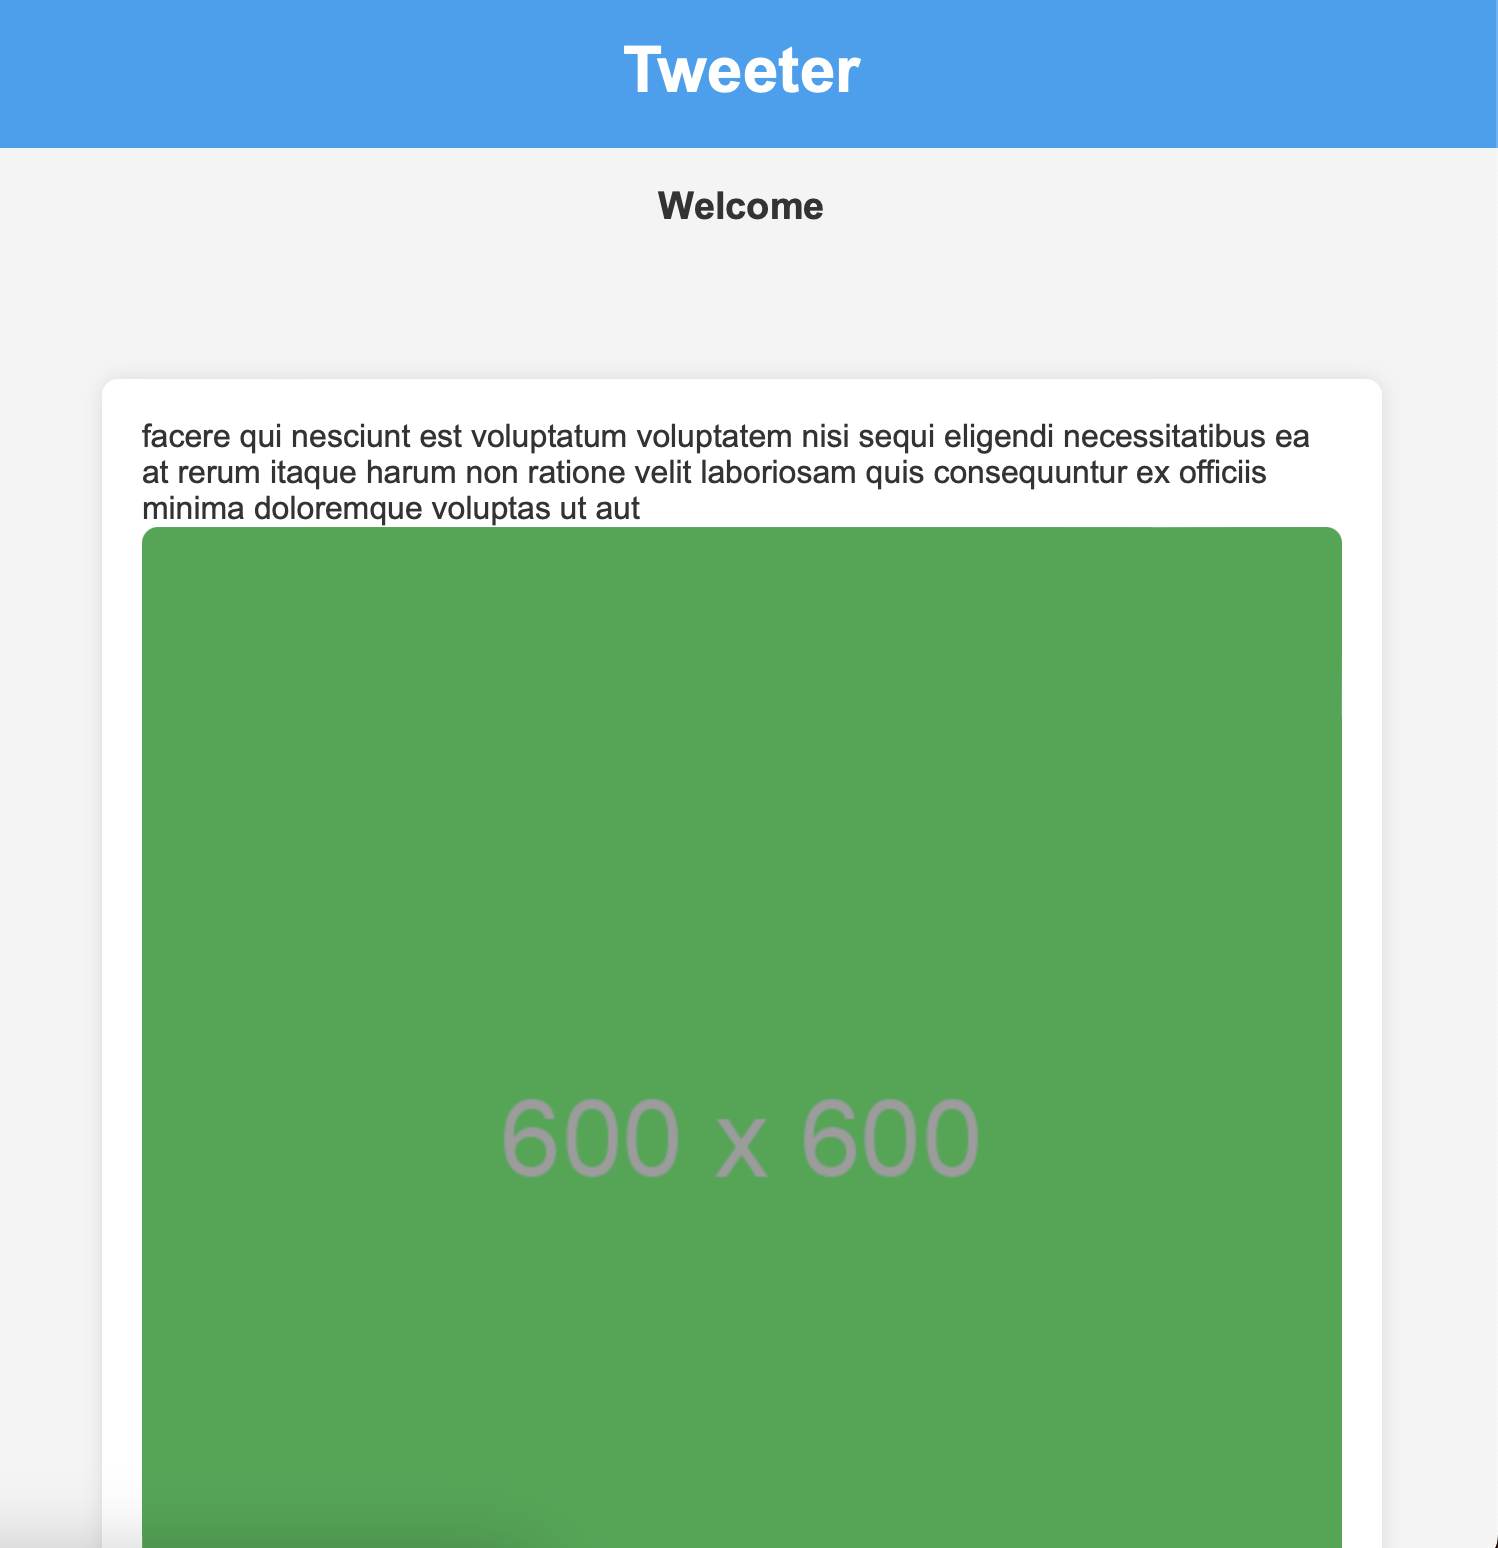 Tweeter
Welcome
facere qui nesciunt est voluptatum voluptatem nisi sequi eligendi necessitatibus ea
at rerum itaque harum non ratione velit laboriosam quis consequuntur ex officiis
minima doloremque voluptas ut aut
600 x 600